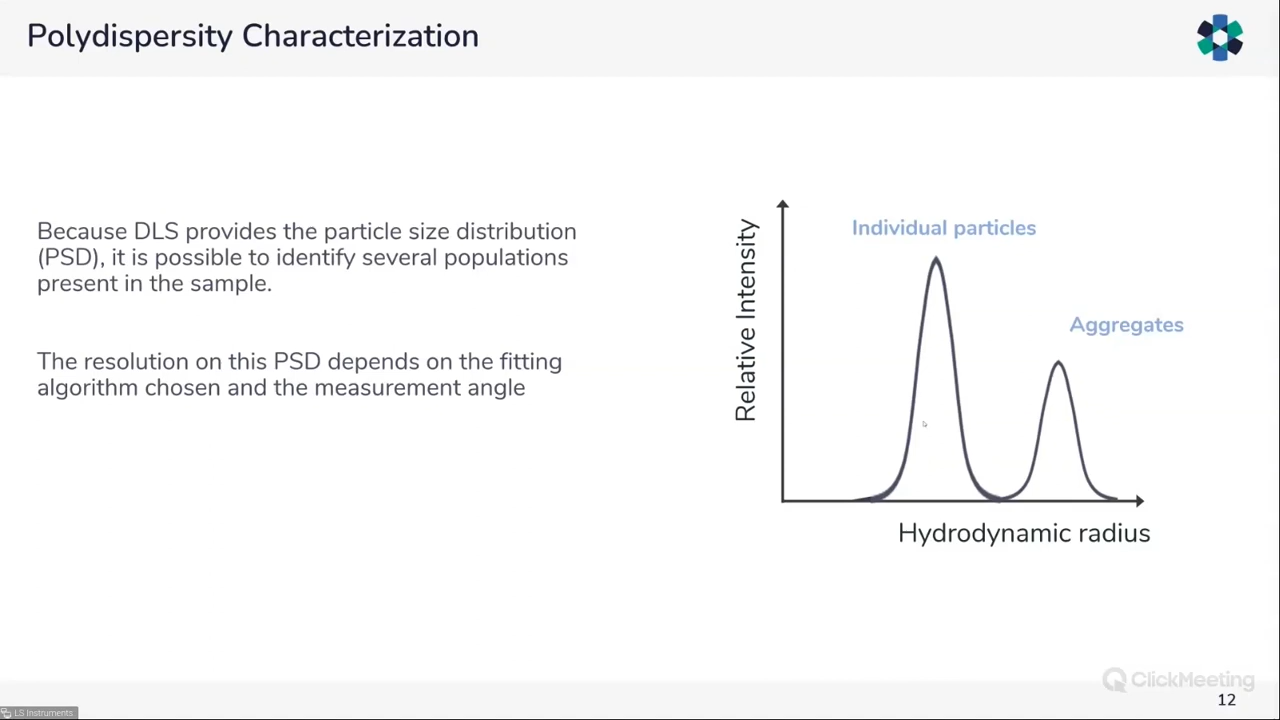 Polydispersity Characterization
Because DLS provides the particle size distribution
(PSD), it is possible to identify several populations
present in the sample.
The resolution on this PSD depends on the fitting
algorithm chosen and the measurement angle
Relative Intensity
Individual particles
Aggregates
Hydrodynamic radius
ClickMeeting
12
LS Instruments